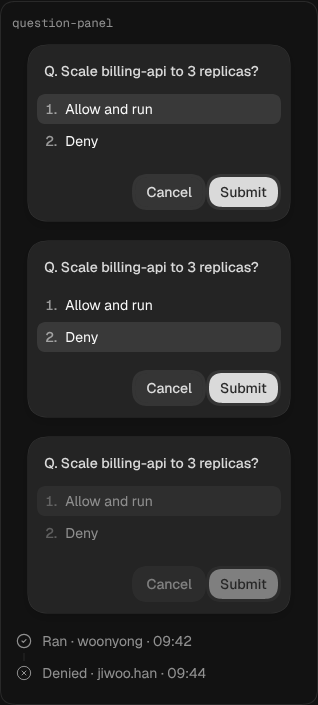 question-panel
Q. Scale billing-api to 3 replicas?
1. Allow and run
2. Deny
Cancel Submit
Q. Scale billing-api to 3 replicas?
1. Allow and run
2. Deny
Cancel Submit
Q. Scale billing-api to 3 replicas?
1. Allow and run
2. Deny
Cancel Submit
Ran · woonyong · 09:42
Denied · jiwoo.han · 09:44